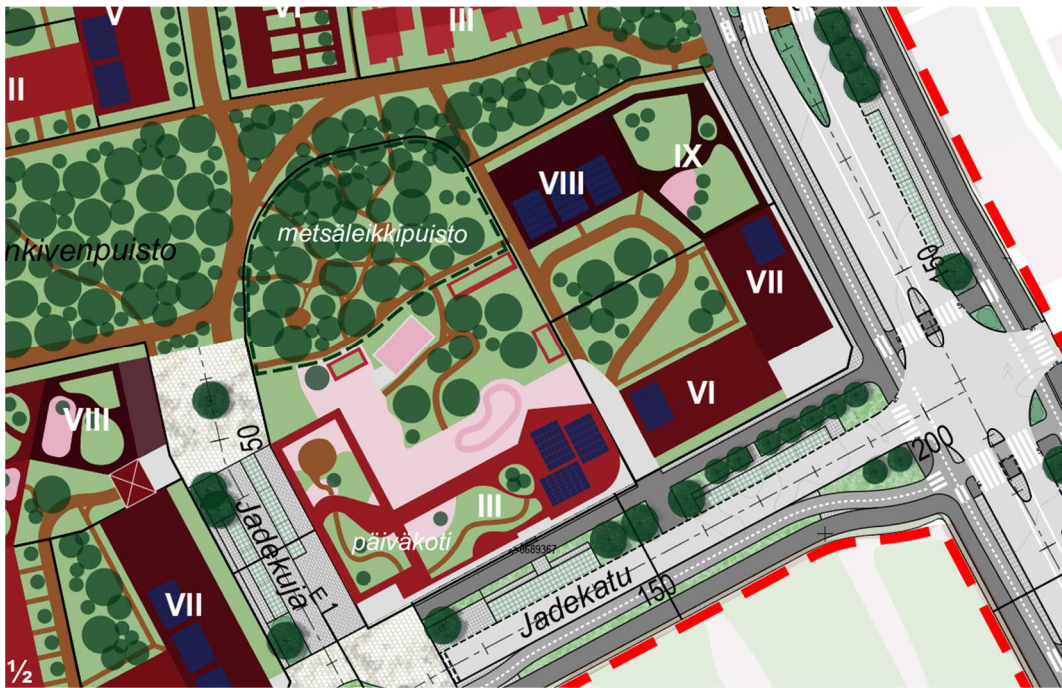 V
VI
III
II
VIII
IX
metsäleikkipuisto
nkivenpuisto
VII
50
50
VIII
VI
200
III
päiväkoti
Jadekuja
E 1
Jadekatu
150
VII
½